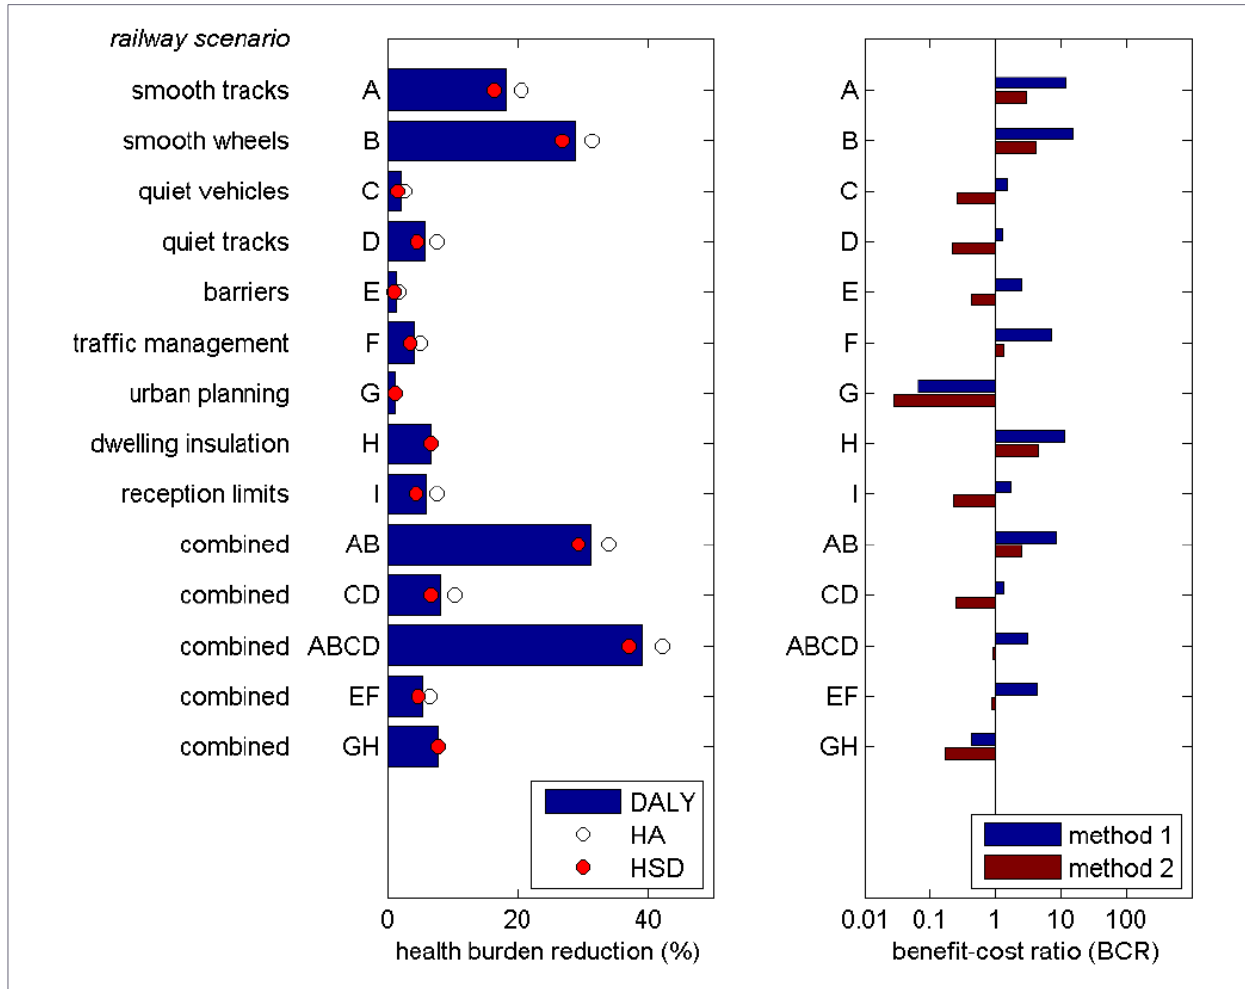 railway scenario
smooth tracks A A
smooth wheels B B
quiet vehicles C C
quiet tracks D D
barriers E E
traffic management F F
urban planning G G
dwelling insulation H H
reception limits I I
combined AB AB
combined CD CD
combined ABCD ABCD
combined EF EF
combined GH GH
DALY
HA
HSD
method 1
method 2
0 20 40 0.01 0.1 1 10 100
health burden reduction (%) benefit-cost ratio (BCR)